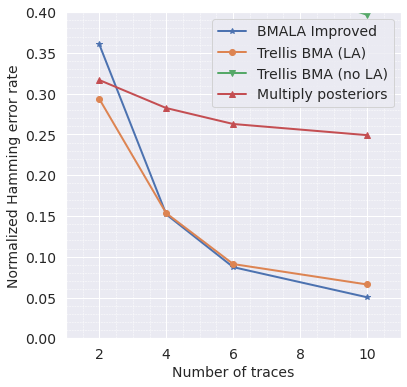 0.40
0.35
0.30
0.25
0.20
0.15
0.10
0.05
0.00
Normalized Hamming error rate
BMALA Improved
Trellis BMA (LA)
Trellis BMA (no LA)
Multiply posteriors
2 4 6 8 10
Number of traces